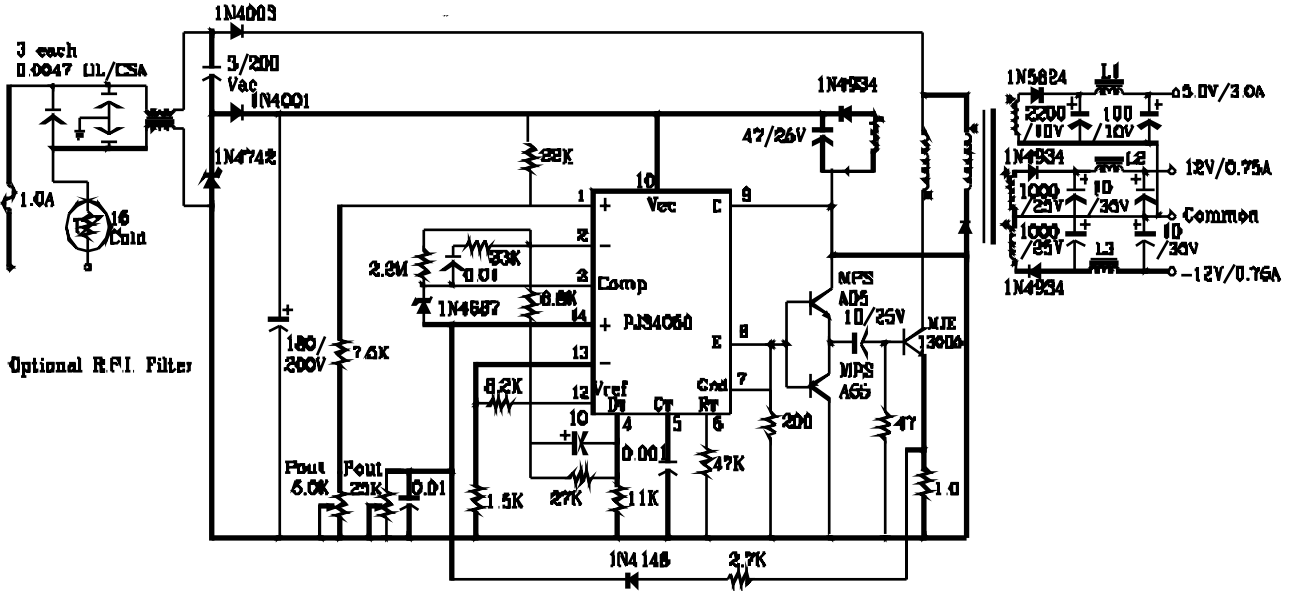 1N4003
3 each
0.0047 UL/CSA
3/200
Vac
1N4001
1N4934
1N5824
L1
5.0V/3.0A
2200
/10V
100
/10V
47/25V
1N4742
22K
1N4934
L2
12V/0.75A
1.0A
T
16
Cold
10
Vcc
1
+
C
9
1000
/25V
10
/35V
Common
2
−
33K
2.2M
0.01
3
Comp
1000
/25V
L3
10
/35V
-12V/0.75A
1N4934
MPS
A05
6.8K
1N4687
14
+
PJ34060
10/25V
MJE
13004
180/
200V
7.5K
13
−
E
8
MPS
A55
Optional R.F.I. Filter
8.2K
12
Vref
Gnd
7
DT
CT
RT
4
5
6
10
200
47
Pout
5.0K
Pout
25K
0.01
0.001
47K
1.5K
27K
11K
1.0
1N4148
2.7K